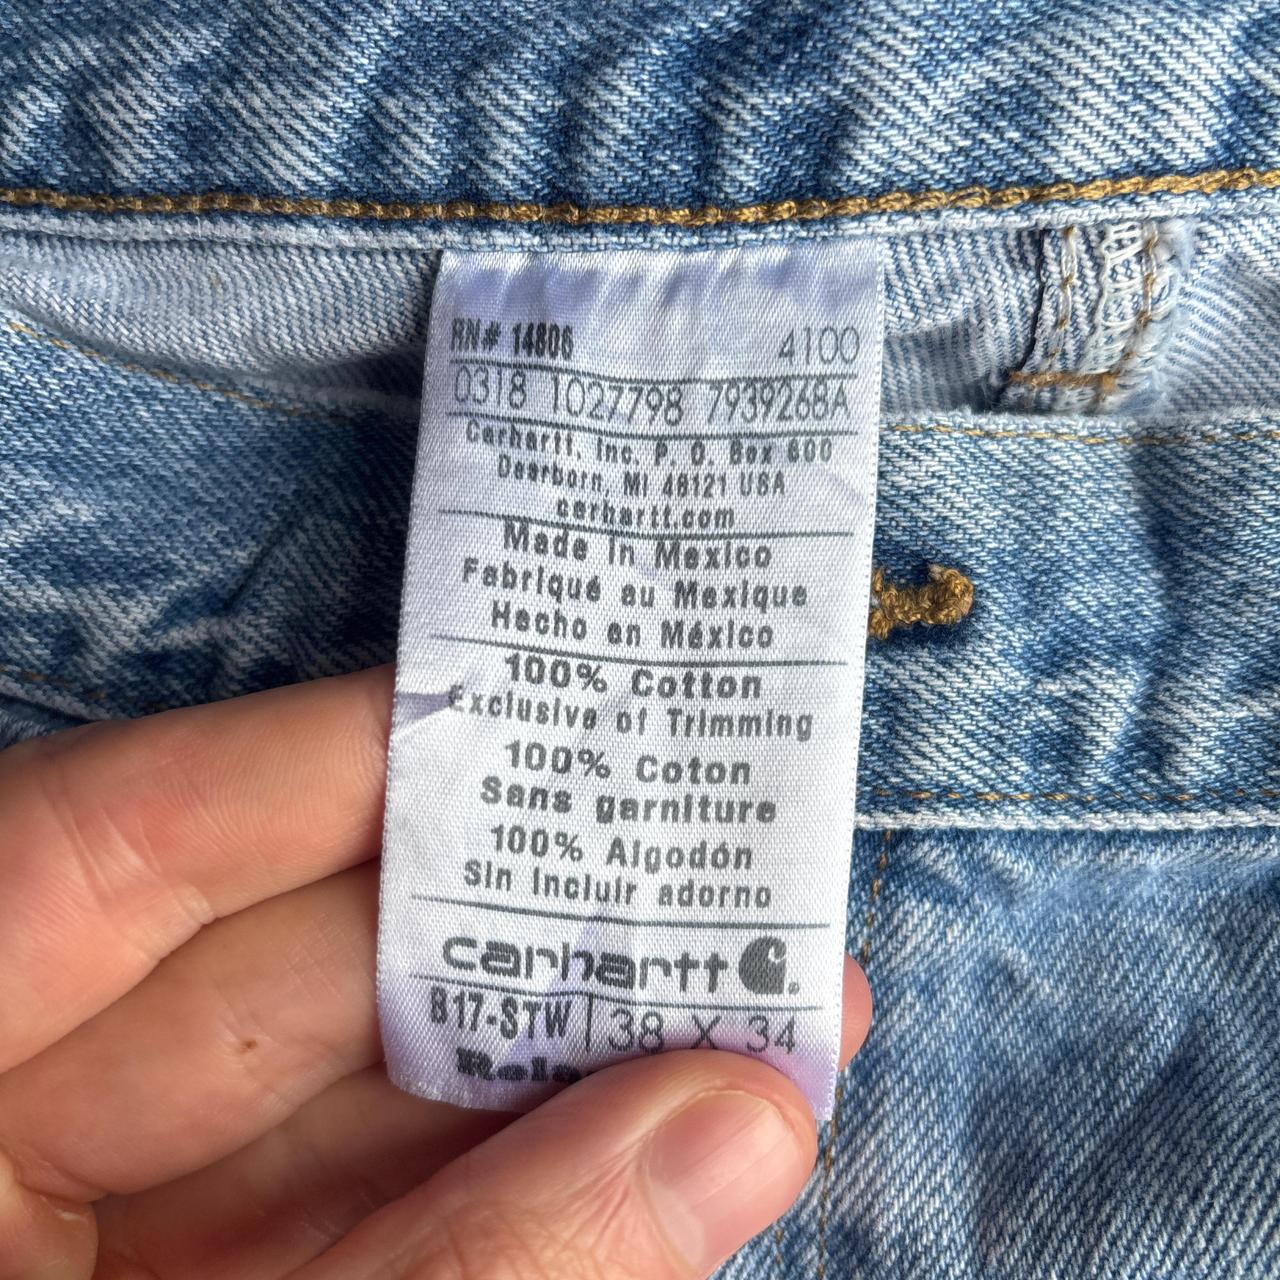 RN# 14806 4100
0318 1027798 7939268A
Carhartt, Inc. P. O. Box 600
Dearborn, MI 48121 USA
carhartt.com
Made in Mexico
Fabriqué au Mexique
Hecho en México
100% Cotton
Exclusive of Trimming
100% Coton
Sans garniture
100% Algodón
Sin incluir adorno
carhartt
B17-STW 38 X 34